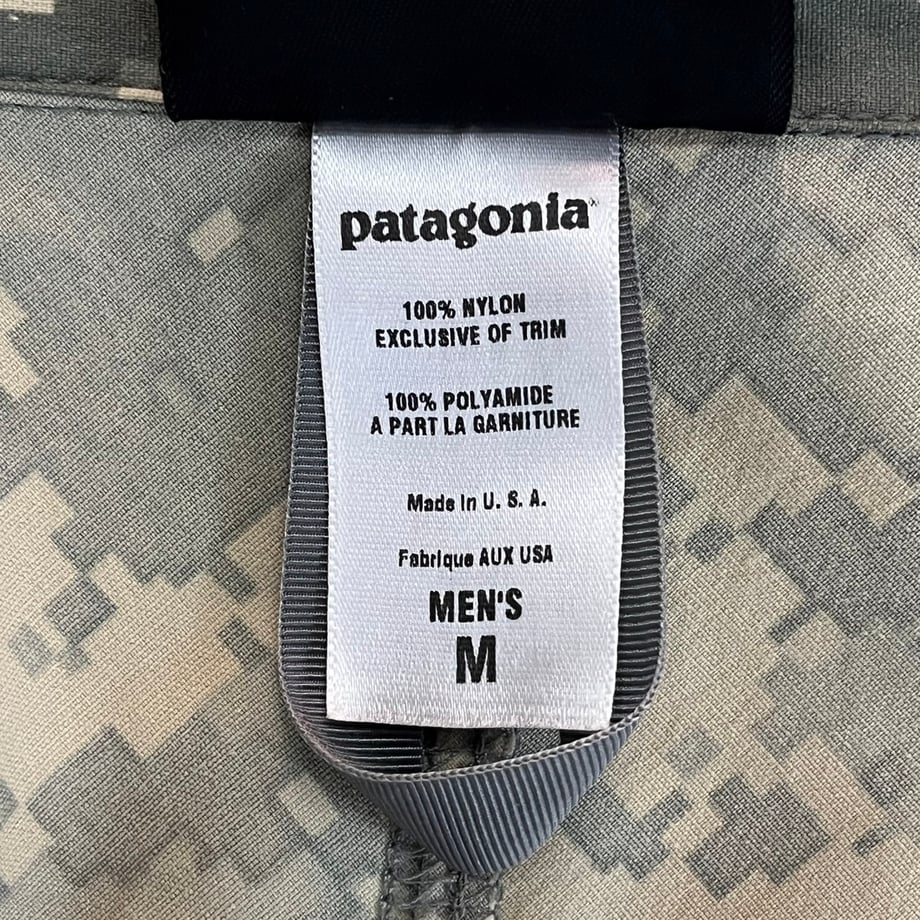 patagonia®
100% NYLON
EXCLUSIVE OF TRIM
100% POLYAMIDE
A PART LA GARNITURE
Made in U. S. A.
Fabrique AUX USA
MEN'S
M